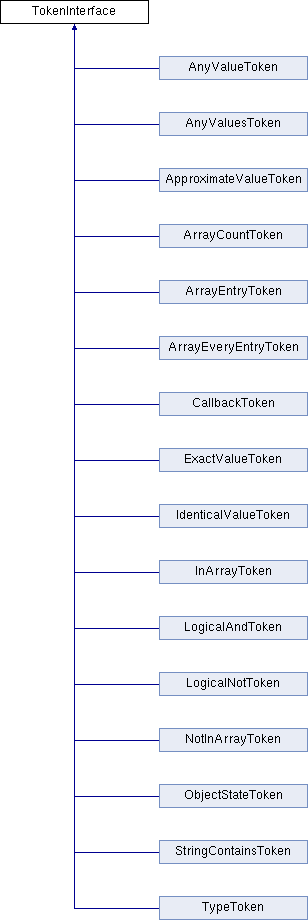 TokenInterface
AnyValueToken
AnyValuesToken
ApproximateValueToken
ArrayCountToken
ArrayEntryToken
ArrayEveryEntryToken
CallbackToken
ExactValueToken
IdenticalValueToken
InArrayToken
LogicalAndToken
LogicalNotToken
NotInArrayToken
ObjectStateToken
StringContainsToken
TypeToken